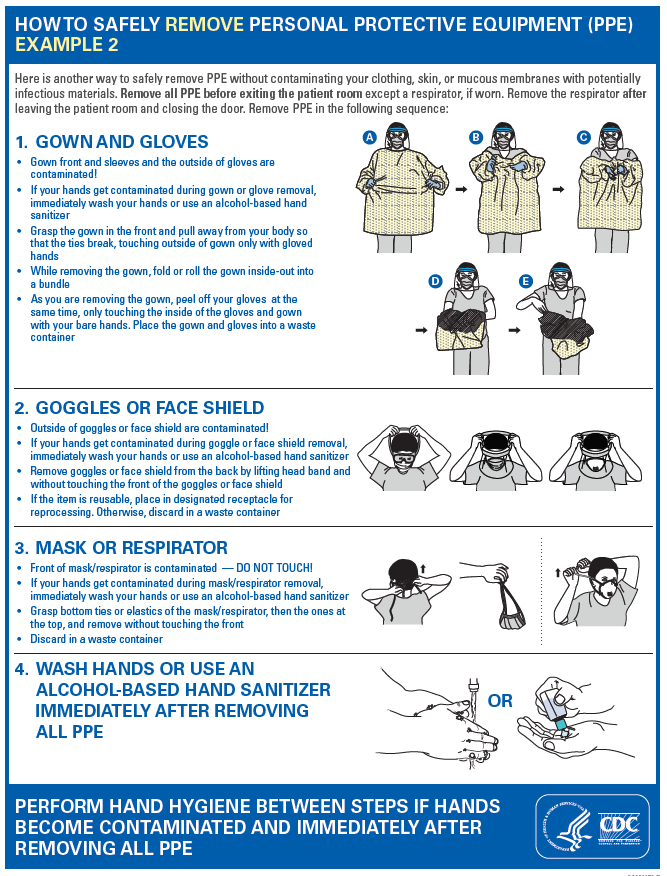 HOW TO SAFELY REMOVE PERSONAL PROTECTIVE EQUIPMENT (PPE)
EXAMPLE 2
Here is another way to safely remove PPE without contaminating your clothing, skin, or mucous membranes with potentially
infectious materials. Remove all PPE before exiting the patient room except a respirator, if worn. Remove the respirator after
leaving the patient room and closing the door. Remove PPE in the following sequence:
1. GOWN AND GLOVES
• Gown front and sleeves and the outside of gloves are
contaminated!
• If your hands get contaminated during gown or glove removal,
immediately wash your hands or use an alcohol-based hand
sanitizer
• Grasp the gown in the front and pull away from your body so
that the ties break, touching outside of gown only with gloved
hands
• While removing the gown, fold or roll the gown inside-out into
a bundle
• As you are removing the gown, peel off your gloves at the
same time, only touching the inside of the gloves and gown
with your bare hands. Place the gown and gloves into a waste
container
A
B
C
D
E
2. GOGGLES OR FACE SHIELD
• Outside of goggles or face shield are contaminated!
• If your hands get contaminated during goggle or face shield removal,
immediately wash your hands or use an alcohol-based hand sanitizer
• Remove goggles or face shield from the back by lifting head band and
without touching the front of the goggles or face shield
• If the item is reusable, place in designated receptacle for
reprocessing. Otherwise, discard in a waste container
3. MASK OR RESPIRATOR
• Front of mask/respirator is contaminated — DO NOT TOUCH!
• If your hands get contaminated during mask/respirator removal,
immediately wash your hands or use an alcohol-based hand sanitizer
• Grasp bottom ties or elastics of the mask/respirator, then the ones at
the top, and remove without touching the front
• Discard in a waste container
4. WASH HANDS OR USE AN
ALCOHOL-BASED HAND SANITIZER
IMMEDIATELY AFTER REMOVING
ALL PPE
OR
PERFORM HAND HYGIENE BETWEEN STEPS IF HANDS
BECOME CONTAMINATED AND IMMEDIATELY AFTER
REMOVING ALL PPE
CDC